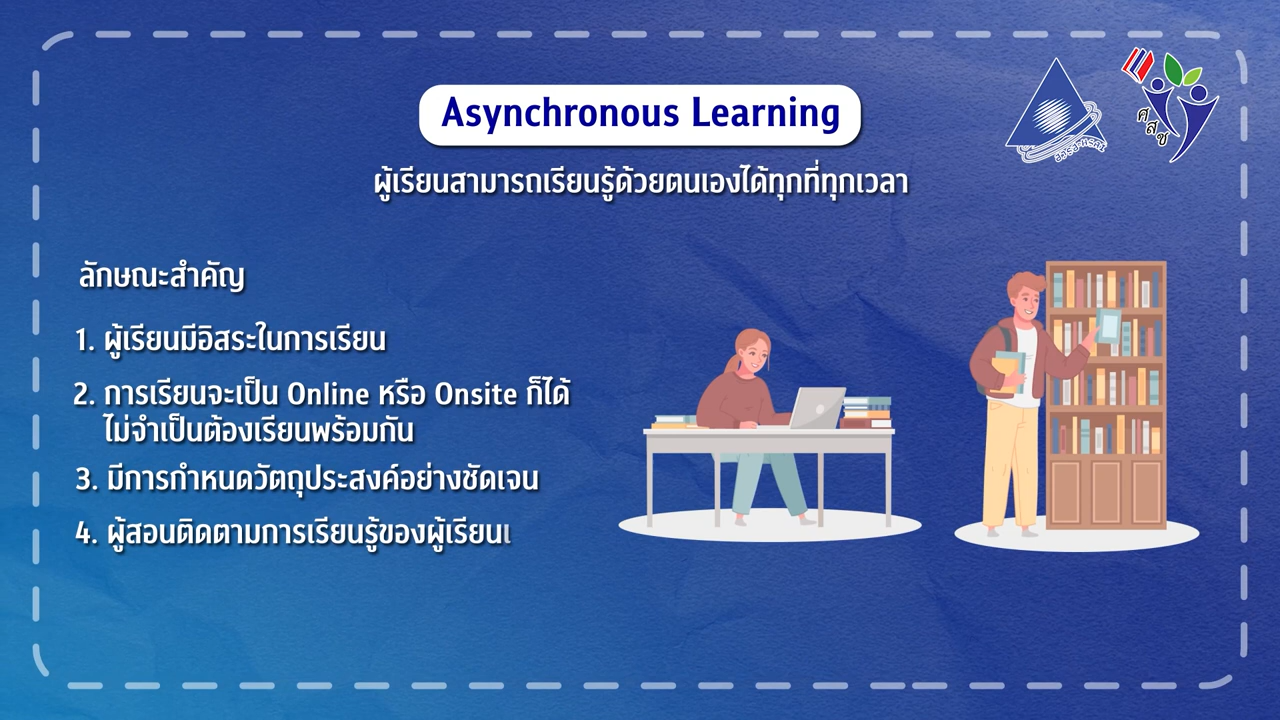 Asynchronous Learning
ผู้เรียนสามารถเรียนรู้ด้วยตนเองได้ทุกที่ทุกเวลา
ลักษณะสำคัญ
1. ผู้เรียนมีอิสระในการเรียน
2. การเรียนจะเป็น Online หรือ Onsite ก็ได้
ไม่จำเป็นต้องเรียนพร้อมกัน
3. มีการกำหนดวัตถุประสงค์อย่างชัดเจน
4. ผู้สอนติดตามการเรียนรู้ของผู้เรียนเ
ศสช